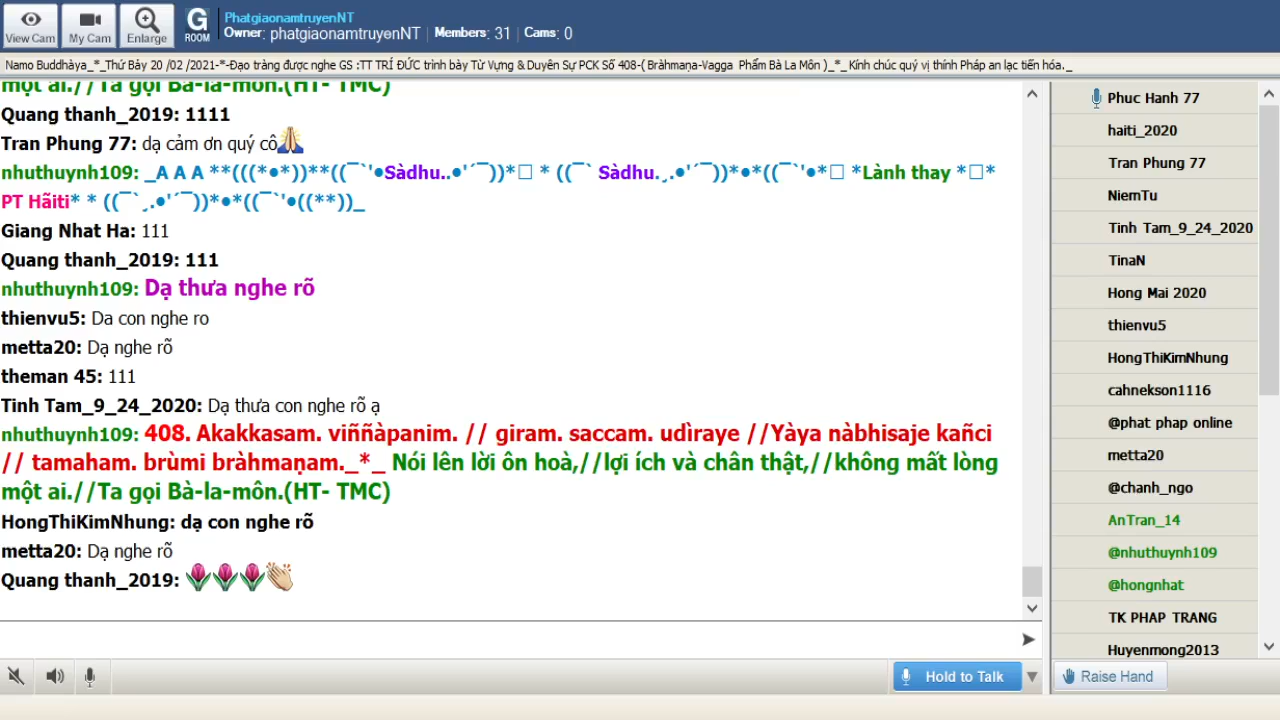 View Cam
My Cam
Enlarge
G
ROOM
PhatgiaonamtruyenNT
Owner: phatgiaonamtruyenNT | Members: 31 | Cams: 0
Namo Buddhàya_*_Thứ Bảy 20 /02 /2021-*-Đạo tràng được nghe GS :TT TRÍ ĐỨC trình bày Từ Vựng & Duyên Sự PCK Số 408-( Bràhmaṇa-Vagga Phẩm Bà La Môn )_*_Kính chúc quý vị thính Pháp an lạc tiến hóa._
một ai.//Ta gọi Bà-la-môn.(HT- TMC)
Quang thanh_2019: 1111
Tran Phung 77: dạ cảm ơn quý cô
nhuthuynh109: _A A A **(((*•*))**((¯`'•Sàdhu..•'´¯))*□ * ((¯` Sàdhu.¸.•'´¯))*•*((¯`'•*□ *Lành thay *□*
PT Hãiti* * ((¯`¸.•'´¯))*•*((¯`'•((**))_
Giang Nhat Ha: 111
Quang thanh_2019: 111
nhuthuynh109: Dạ thưa nghe rõ
thienvu5: Da con nghe ro
metta20: Dạ nghe rõ
theman 45: 111
Tinh Tam_9_24_2020: Dạ thưa con nghe rõ ạ
nhuthuynh109: 408. Akakkasam. viññàpanim. // giram. saccam. udìraye //Yàya nàbhisaje kañci
// tamaham. brùmi bràhmaṇam._*_ Nói lên lời ôn hoà,//lợi ích và chân thật,//không mất lòng
một ai.//Ta gọi Bà-la-môn.(HT- TMC)
HongThiKimNhung: dạ con nghe rõ
metta20: Dạ nghe rõ
Quang thanh_2019:
Hold to Talk
Phuc Hanh 77
haiti_2020
Tran Phung 77
NiemTu
Tinh Tam_9_24_2020
TinaN
Hong Mai 2020
thienvu5
HongThiKimNhung
cahnekson1116
@phat phap online
metta20
@chanh_ngo
AnTran_14
@nhuthuynh109
@hongnhat
TK PHAP TRANG
Huyenmong2013
Raise Hand